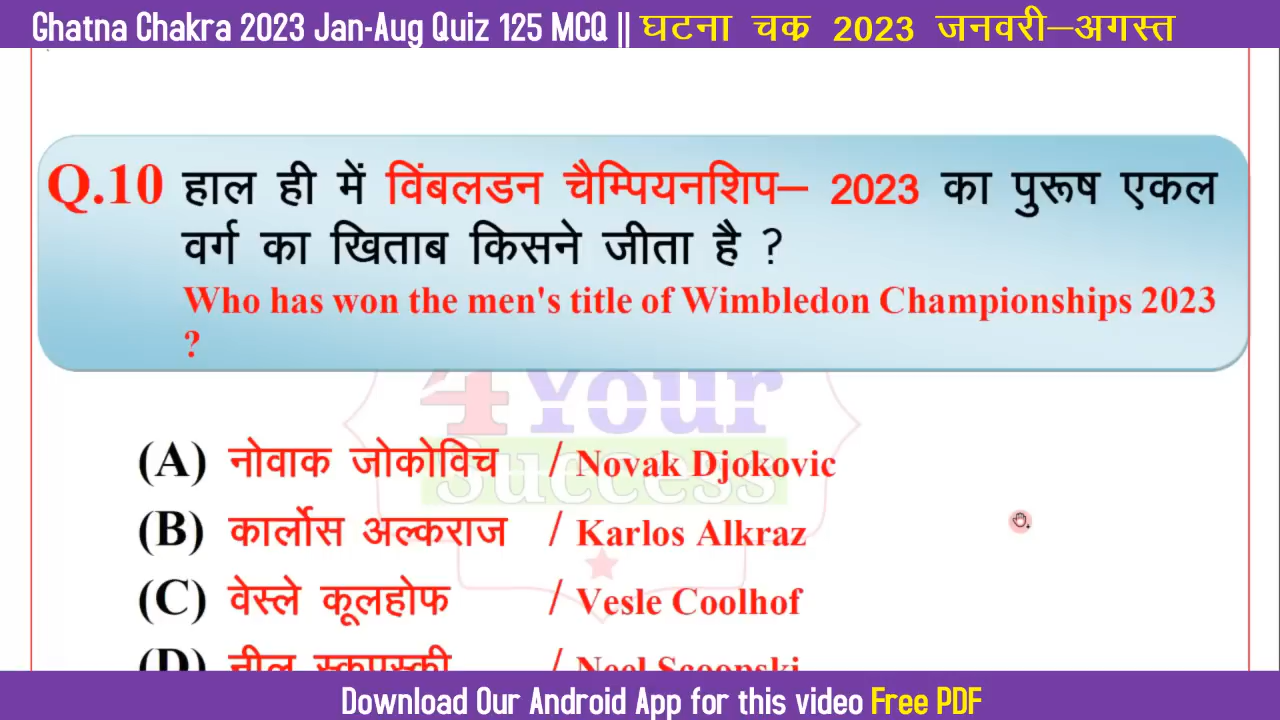 Ghatna Chakra 2023 Jan-Aug Quiz 125 MCQ || घटना चक्र 2023 जनवरी–अगस्त
Q.10 हाल ही में विंबलडन चैम्पियनशिप– 2023 का पुरूष एकल
वर्ग का खिताब किसने जीता है ?
Who has won the men's title of Wimbledon Championships 2023
?
4Your
Success
(A) नोवाक जोकोविच / Novak Djokovic
(B) कार्लोस अल्कराज / Karlos Alkraz
(C) वेस्ले कूलहोफ / Vesle Coolhof
(D) नील स्कूपस्की / Neel Scoopski
Download Our Android App for this video Free PDF